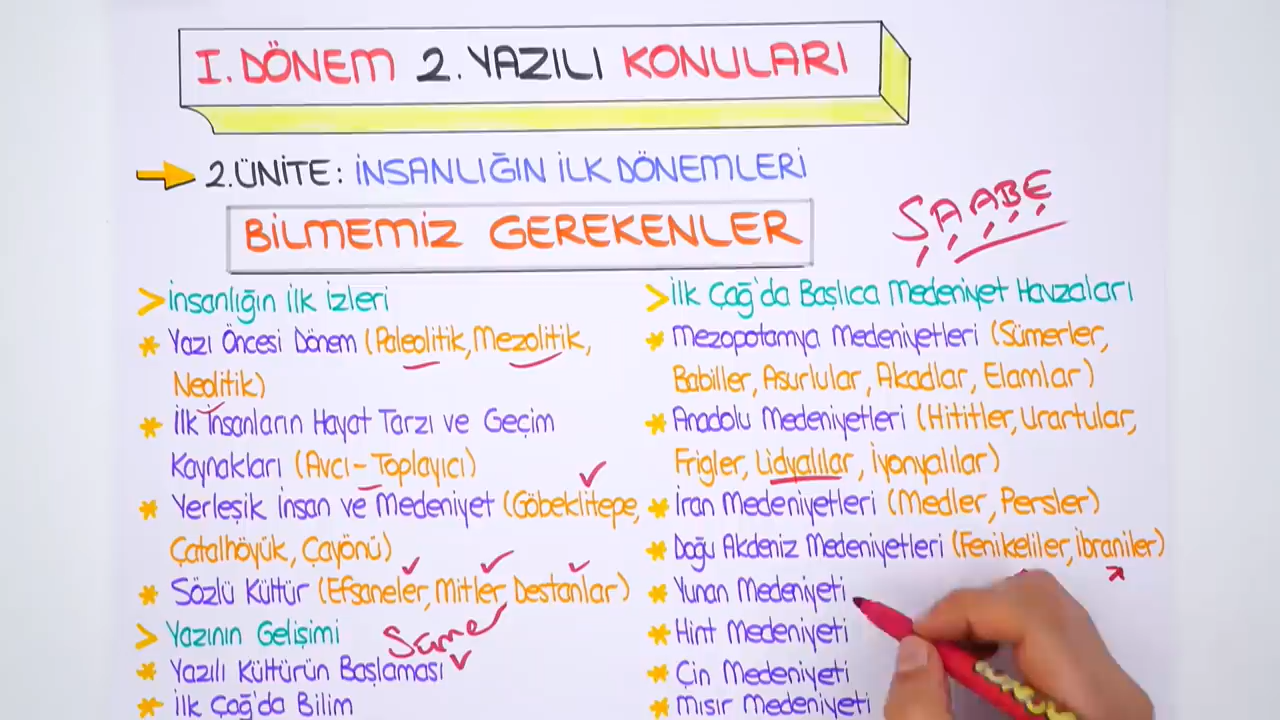 I. DÖNEM 2. YAZILI KONULARI
2.ÜNİTE: İNSANLIĞIN İLK DÖNEMLERİ
BİLMEMİZ GEREKENLER
SAABE
> İnsanlığın İlk İzleri
* Yazı Öncesi Dönem (Paleolitik, Mezolitik,
Neolitik)
* İlk İnsanların Hayat Tarzı ve Geçim
Kaynakları (Avcı-Toplayıcı)
* Yerleşik İnsan ve Medeniyet (Göbeklitepe,
Çatalhöyük, Çayönü)
* Sözlü Kültür (Efsaneler, Mitler, Destanlar)
> Yazının Gelişimi
Sümer
* Yazılı Kültürün Başlaması
* İlk Çağ'da Bilim
> İlk Çağ'da Başlıca Medeniyet Havzaları
* Mezopotamya Medeniyetleri (Sümerler,
Babiller, Asurlular, Akadlar, Elamlar)
* Anadolu Medeniyetleri (Hititler, Urartular,
Frigler, Lidyalılar, İyonyalılar)
* İran Medeniyetleri (Medler, Persler)
* Doğu Akdeniz Medeniyetleri (Fenikeliler, İbraniler)
* Yunan Medeniyeti
* Hint Medeniyeti
* Çin Medeniyeti
* Mısır Medeniyeti